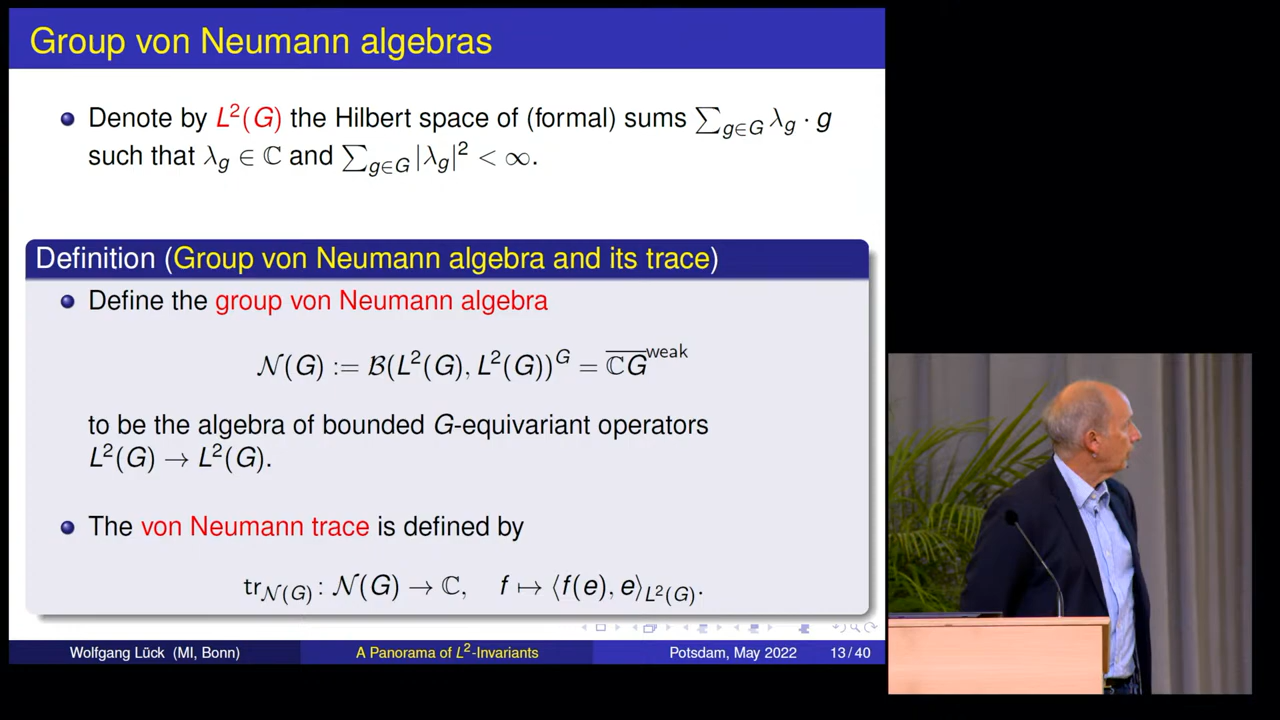 Group von Neumann algebras
Denote by L²(G) the Hilbert space of (formal) sums ∑_{g∈G} λ_g · g
such that λ_g ∈ ℂ and ∑_{g∈G} |λ_g|² < ∞.
Definition (Group von Neumann algebra and its trace)
Define the group von Neumann algebra
𝒩(G) := ℬ(L²(G), L²(G))^G = \overline{ℂG}^{weak}
to be the algebra of bounded G-equivariant operators
L²(G) → L²(G).
The von Neumann trace is defined by
tr_{𝒩(G)} : 𝒩(G) → ℂ, f ↦ ⟨f(e), e⟩_{L²(G)}.
Wolfgang Lück (MI, Bonn) A Panorama of L²-Invariants Potsdam, May 2022 13 / 40